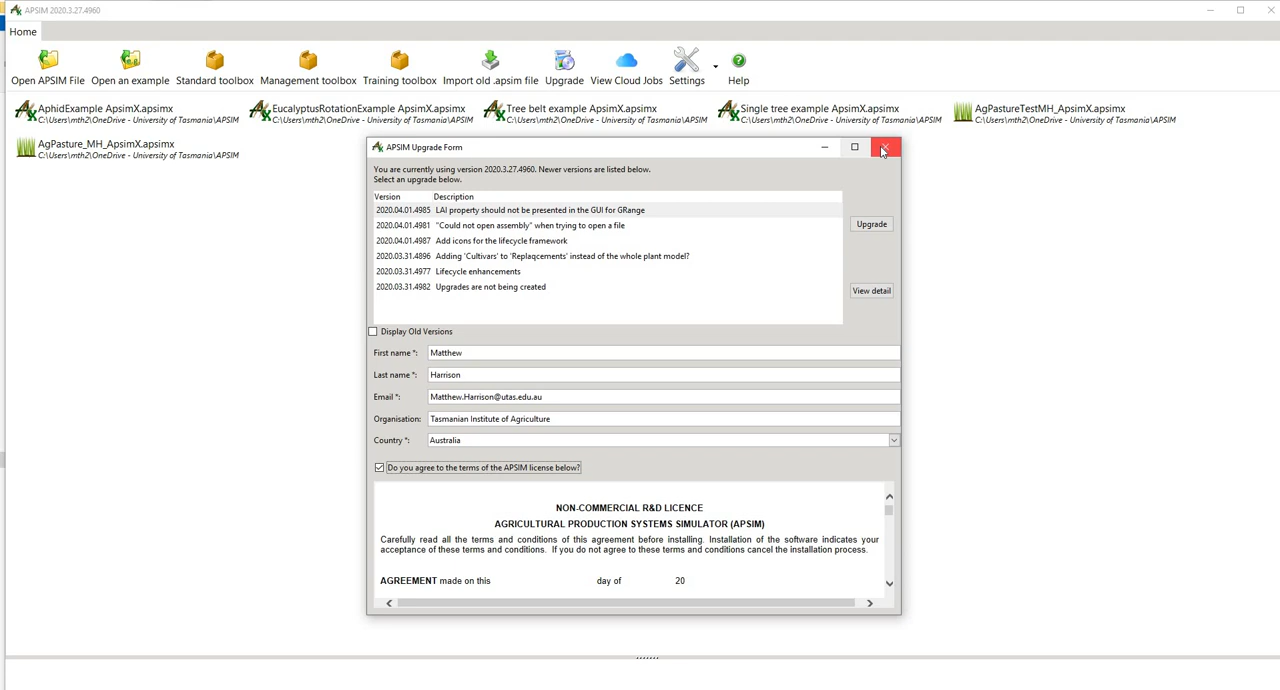 APSIM 2020.3.27.4960
Home
Open APSIM File Open an example Standard toolbox Management toolbox Training toolbox Import old .apsim file Upgrade View Cloud Jobs Settings Help
AphidExample ApsimX.apsimx EucalyptusRotationExample ApsimX.apsimx Tree belt example ApsimX.apsimx Single tree example ApsimX.apsimx AgPastureTestMH_ApsimX.apsimx
C:\Users\mth2\OneDrive - University of Tasmania\APSIM C:\Users\mth2\OneDrive - University of Tasmania\APSIM C:\Users\mth2\OneDrive - University of Tasmania\APSIM C:\Users\mth2\OneDrive - University of Tasmania\APSIM C:\Users\mth2\OneDrive - University of Tasmania\APSIM
AgPasture_MH_ApsimX.apsimx
C:\Users\mth2\OneDrive - University of Tasmania\APSIM
APSIM Upgrade Form
You are currently using version 2020.3.27.4960. Newer versions are listed below.
Select an upgrade below.
Version Description
2020.04.01.4985 LAI property should not be presented in the GUI for GRange
2020.04.01.4981 "Could not open assembly" when trying to open a file
2020.04.01.4987 Add icons for the lifecycle framework
2020.03.31.4896 Adding 'Cultivars' to 'Replaqcements' instead of the whole plant model?
2020.03.31.4977 Lifecycle enhancements
2020.03.31.4982 Upgrades are not being created
Upgrade
View detail
Display Old Versions
First name *: Matthew
Last name *: Harrison
Email *: Matthew.Harrison@utas.edu.au
Organisation: Tasmanian Institute of Agriculture
Country *: Australia
Do you agree to the terms of the APSIM license below?
NON-COMMERCIAL R&D LICENCE
AGRICULTURAL PRODUCTION SYSTEMS SIMULATOR (APSIM)
Carefully read all the terms and conditions of this agreement before installing. Installation of the software indicates your
acceptance of these terms and conditions. If you do not agree to these terms and conditions cancel the installation process.
AGREEMENT made on this day of 20